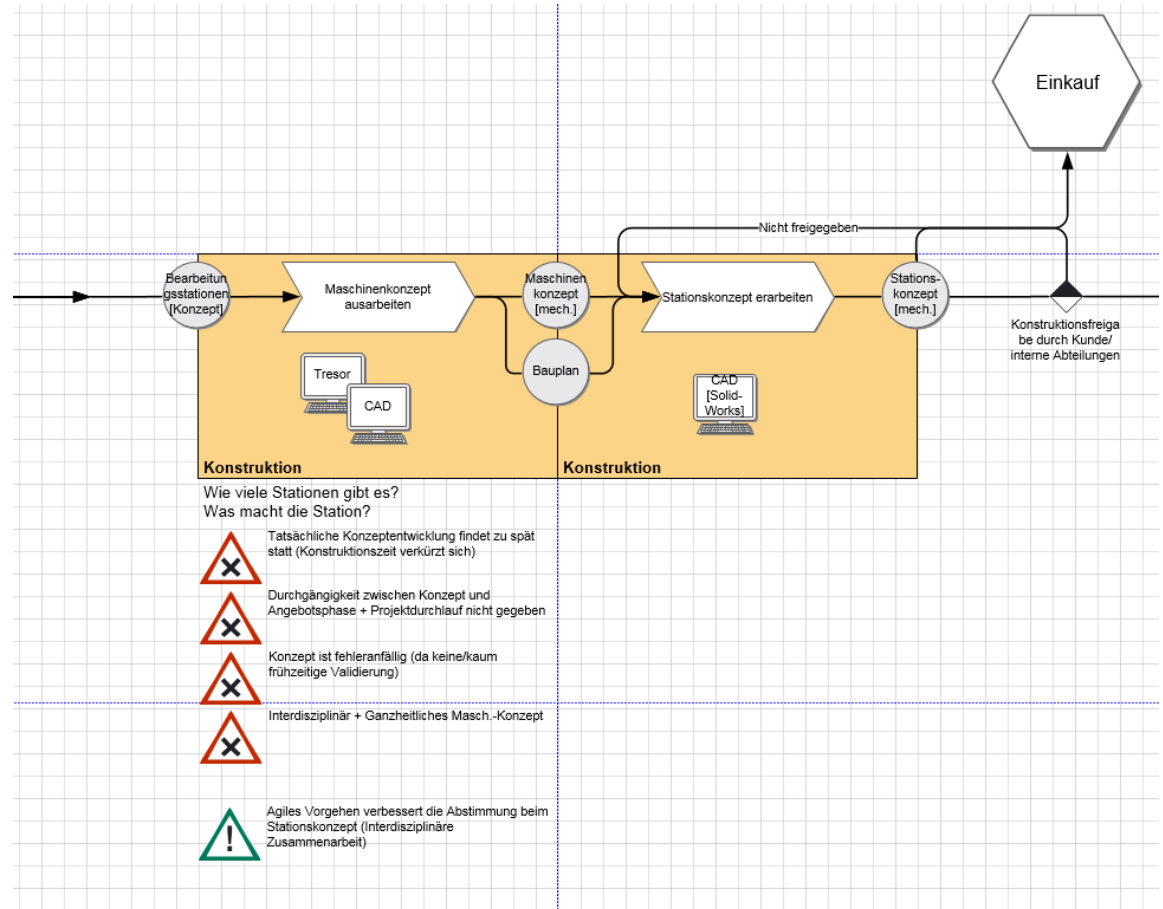 Einkauf
Nicht freigegeben
Bearbeitun
gsstationen
[Konzept]
Maschinenkonzept
ausarbeiten
Maschinen
konzept
[mech.]
Stationskonzept erarbeiten
Stations-
konzept
[mech.]
Konstruktionsfreiga
be durch Kunde/
interne Abteilungen
Bauplan
Tresor
CAD
CAD
[Solid-
Works]
Konstruktion
Konstruktion
Wie viele Stationen gibt es?
Was macht die Station?
Tatsächliche Konzeptentwicklung findet zu spät
statt (Konstruktionszeit verkürzt sich)
Durchgängigkeit zwischen Konzept und
Angebotsphase + Projektdurchlauf nicht gegeben
Konzept ist fehleranfällig (da keine/kaum
frühzeitige Validierung)
Interdisziplinär + Ganzheitliches Masch.-Konzept
Agiles Vorgehen verbessert die Abstimmung beim
Stationskonzept (Interdisziplinäre
Zusammenarbeit)